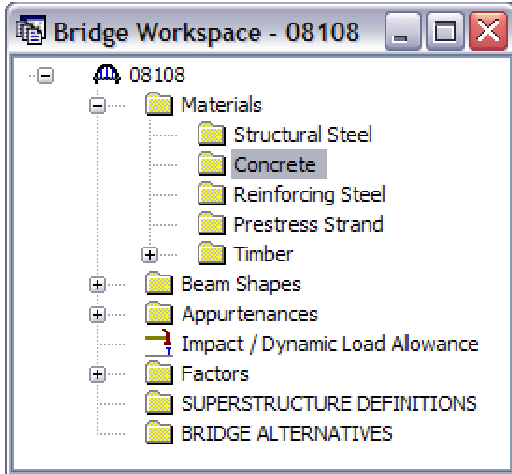 Bridge Workspace - 08108
08108
Materials
Structural Steel
Concrete
Reinforcing Steel
Prestress Strand
Timber
Beam Shapes
Appurtenances
Impact / Dynamic Load Allowance
Factors
SUPERSTRUCTURE DEFINITIONS
BRIDGE ALTERNATIVES